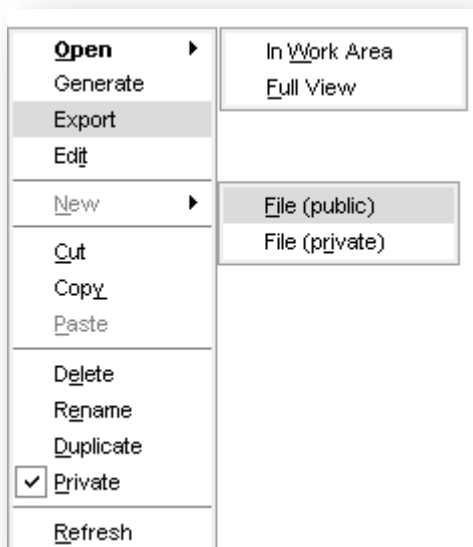 Open
Generate
Export
Edit
New
Cut
Copy
Paste
Delete
Rename
Duplicate
Private
Refresh
In Work Area
Full View
File (public)
File (private)